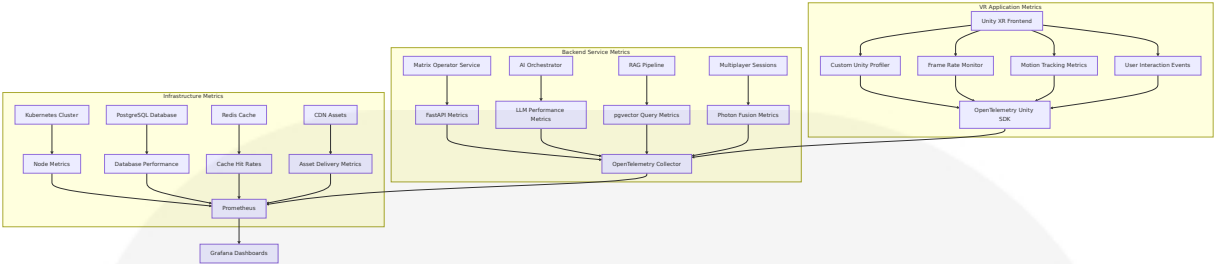 VR Application Metrics
Unity XR Frontend
Custom Unity Profiler
Frame Rate Monitor
Motion Tracking Metrics
User Interaction Events
OpenTelemetry Unity
SDK
Backend Service Metrics
Matrix Operator Service
AI Orchestrator
RAG Pipeline
Multiplayer Sessions
FastAPI Metrics
LLM Performance
Metrics
pgvector Query Metrics
Photon Fusion Metrics
OpenTelemetry Collector
Infrastructure Metrics
Kubernetes Cluster
PostgreSQL Database
Redis Cache
CDN Assets
Node Metrics
Database Performance
Cache Hit Rates
Asset Delivery Metrics
Prometheus
Grafana Dashboards